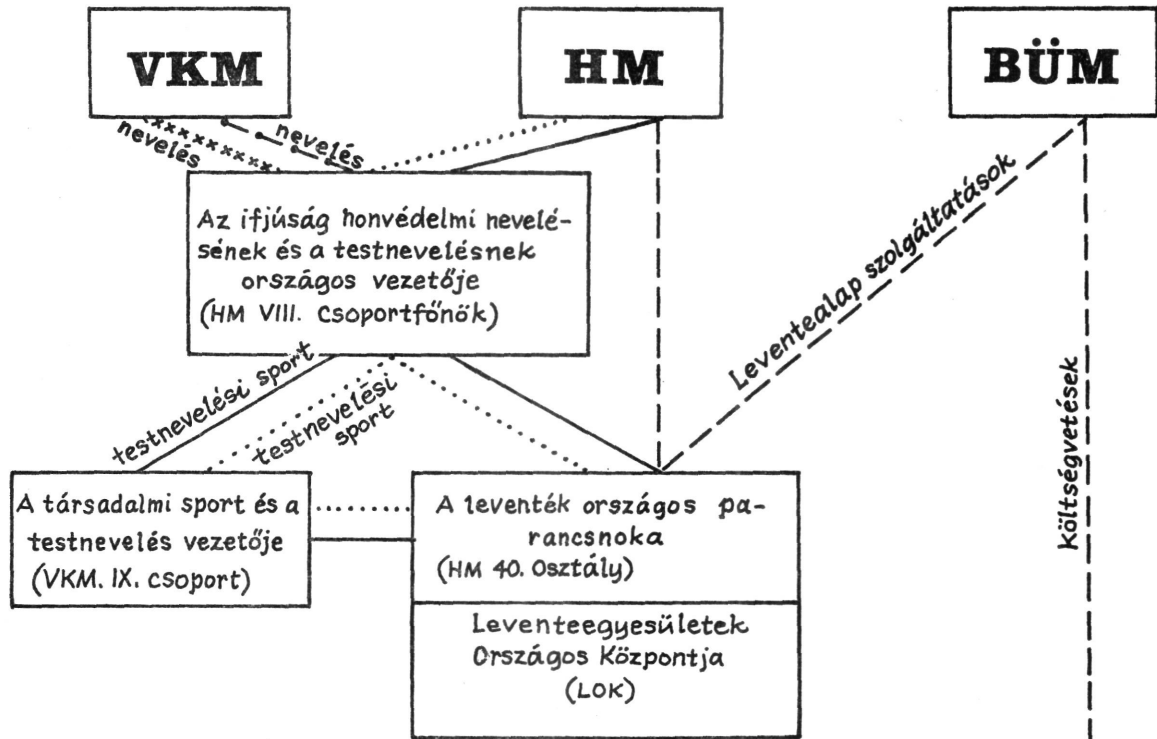 VKM
HM
BÜM
nevelés
nevelés
Az ifjúság honvédelmi nevelé-
sének és a testnevelésnek
országos vezetője
(HM VIII. Csoportfőnök)
Leventealap szolgáltatások
Költségvetések
testnevelési sport
testnevelési
sport
A társadalmi sport és a
testnevelés vezetője
(VKM. IX. csoport)
A leventék országos pa-
rancsnoka
(HM 40. Osztály)
Leventeegyesületek
Országos Központja
(LOK)